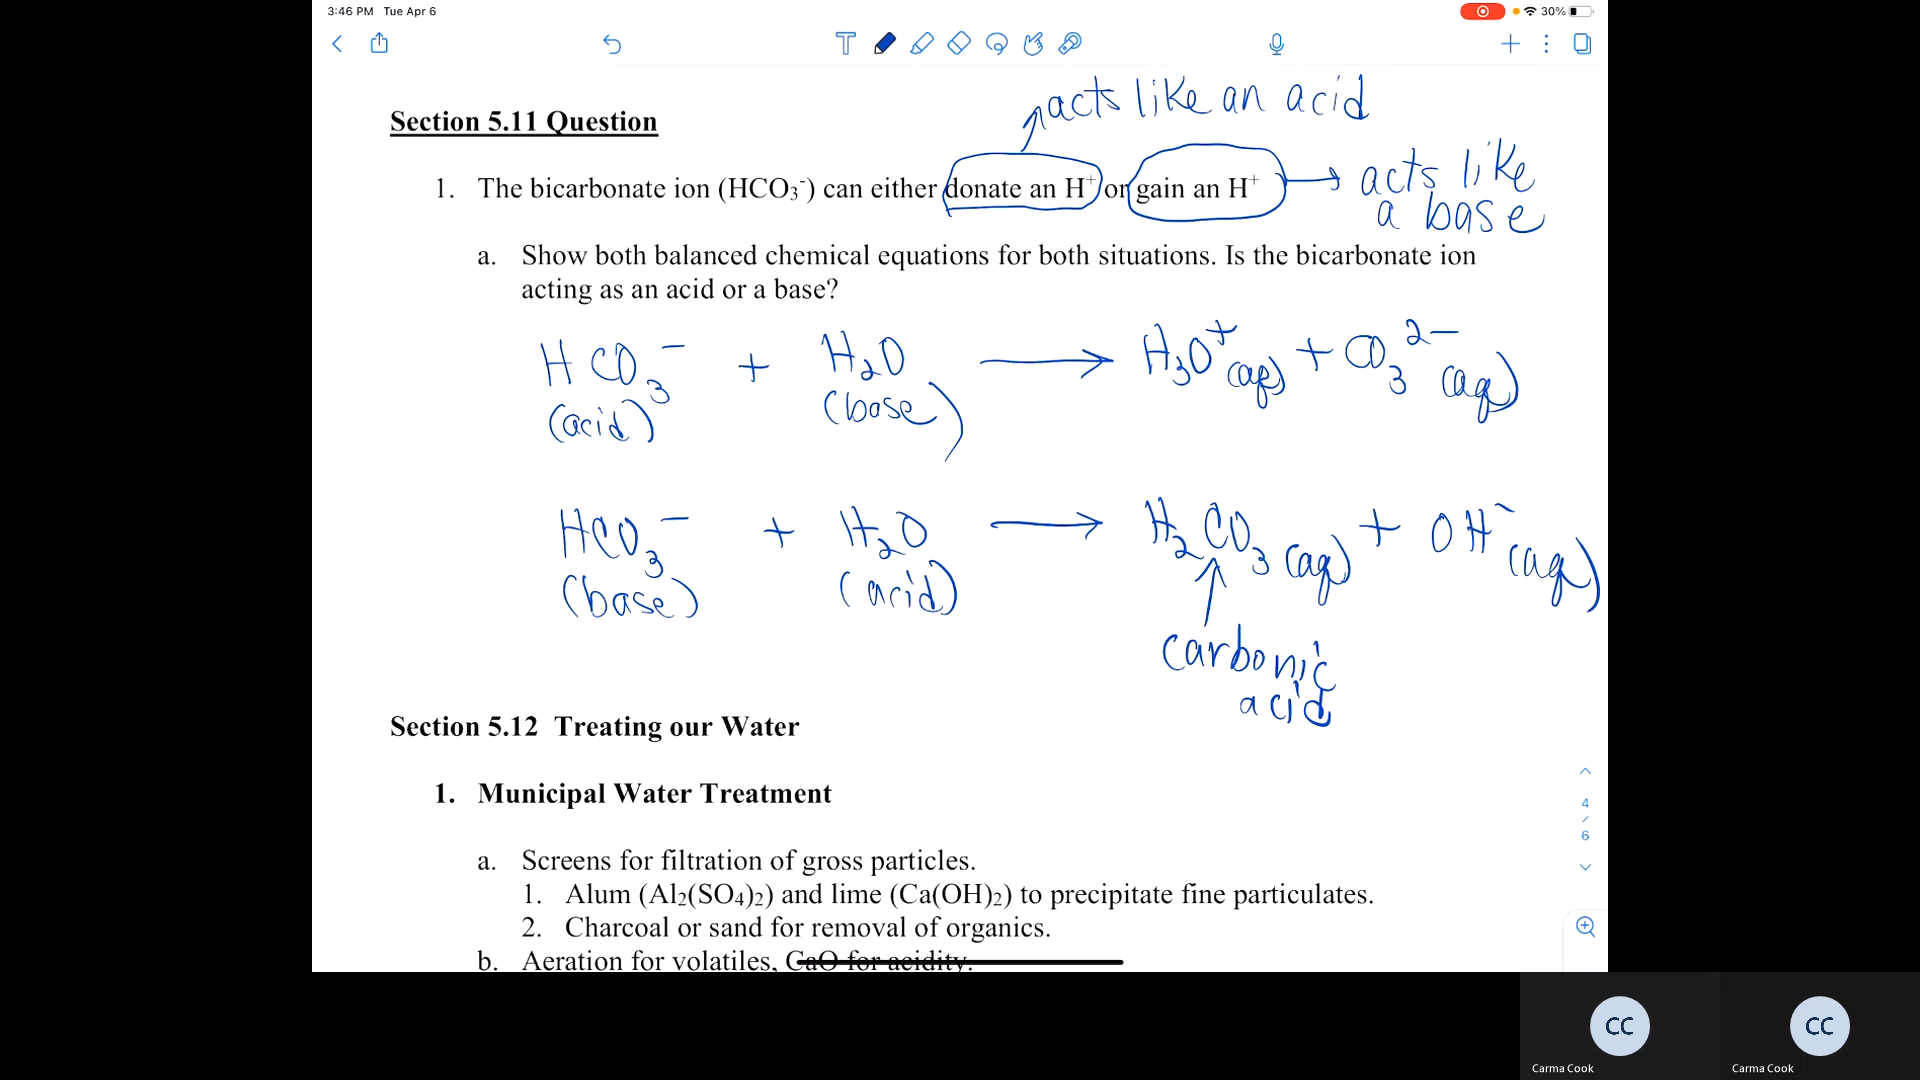 3:46 PM Tue Apr 6
30%
acts like an acid
Section 5.11 Question
1. The bicarbonate ion (HCO₃⁻) can either donate an H⁺ or gain an H⁺ → acts like
a base
a. Show both balanced chemical equations for both situations. Is the bicarbonate ion
acting as an acid or a base?
HCO₃⁻ + H₂O ⟶ H₃O⁺(aq) + CO₃²⁻(aq)
(acid) (base)
HCO₃⁻ + H₂O ⟶ H₂CO₃(aq) + OH⁻(aq)
(base) (acid)
carbonic
acid
Section 5.12 Treating our Water
1. Municipal Water Treatment
4
/
6
a. Screens for filtration of gross particles.
1. Alum (Al₂(SO₄)₂) and lime (Ca(OH)₂) to precipitate fine particulates.
2. Charcoal or sand for removal of organics.
b. Aeration for volatiles, CaO for acidity.
CC CC
Carma Cook Carma Cook